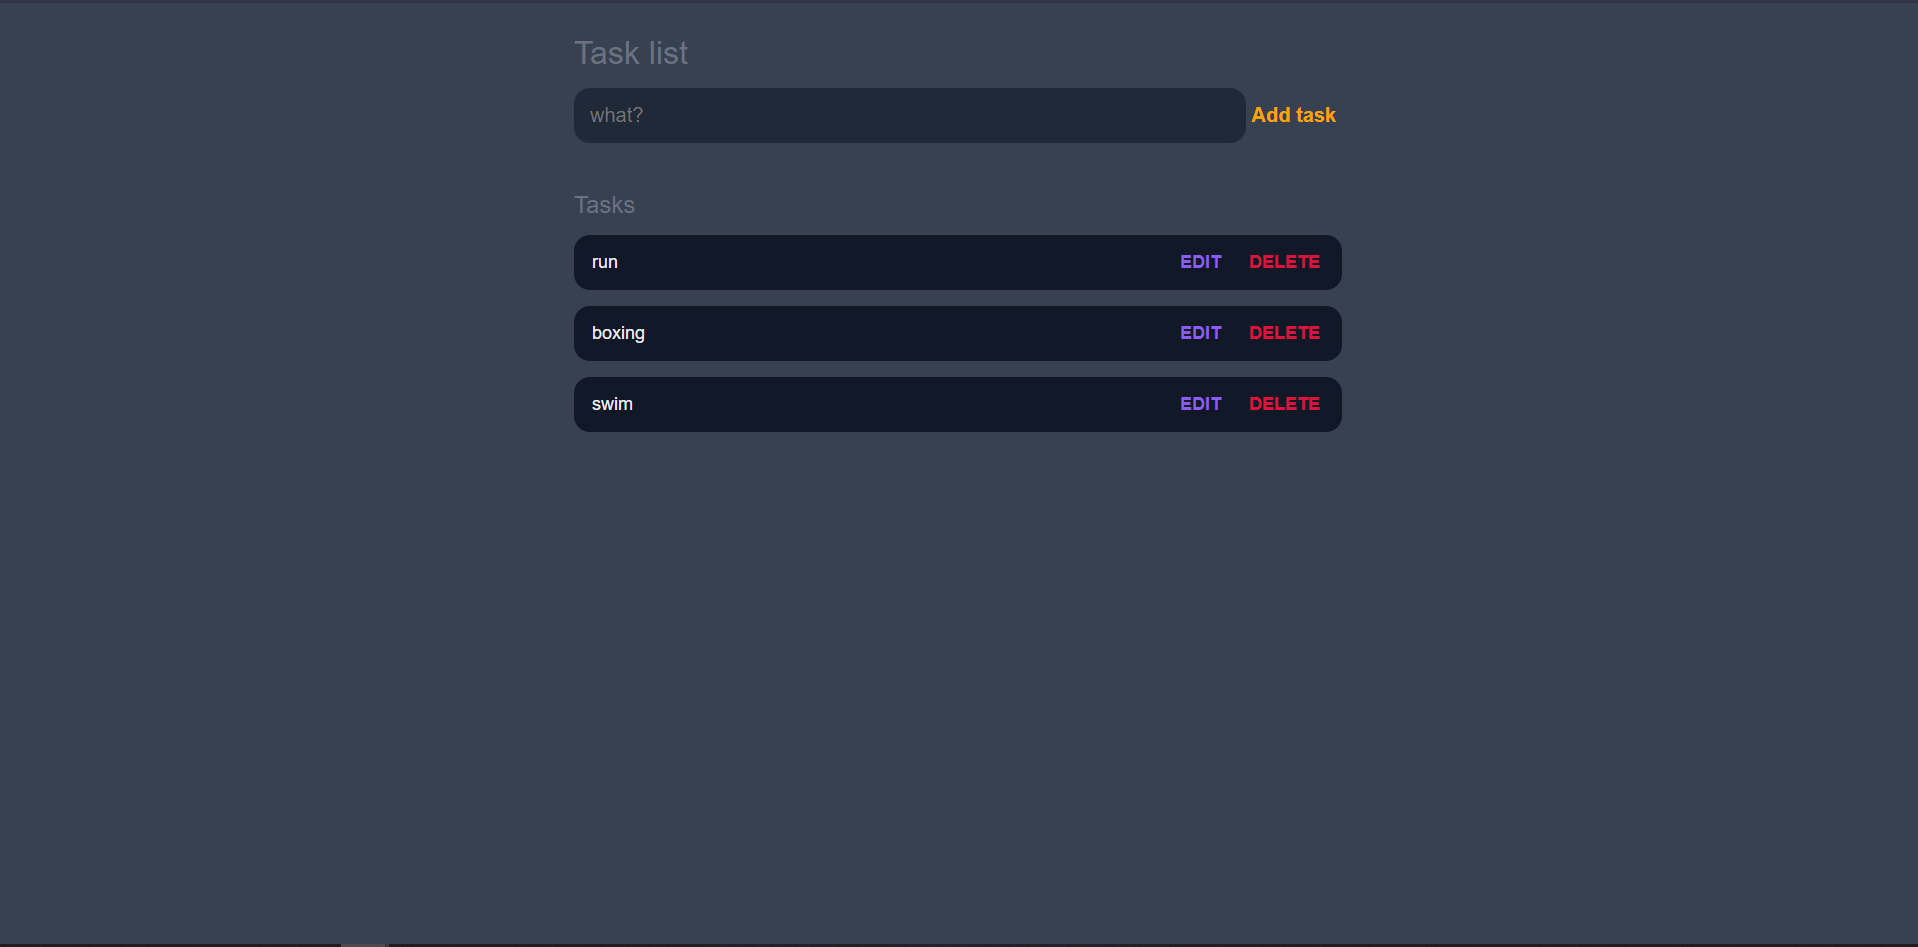 Task list
what? Add task
Tasks
run EDIT DELETE
boxing EDIT DELETE
swim EDIT DELETE